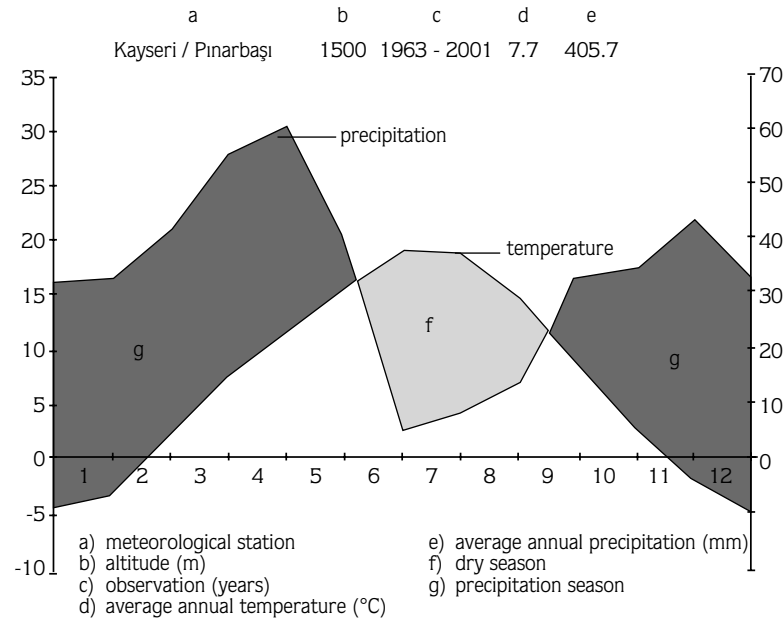 a b c d e
Kayseri / Pınarbaşı 1500 1963 - 2001 7.7 405.7
35 70
30 60
precipitation
25 50
20 40
temperature
15 30
f
10 g g 20
5 10
0 0
1 2 3 4 5 6 7 8 9 10 11 12
-5
-10
a) meteorological station
b) altitude (m)
c) observation (years)
d) average annual temperature (°C)
e) average annual precipitation (mm)
f) dry season
g) precipitation season